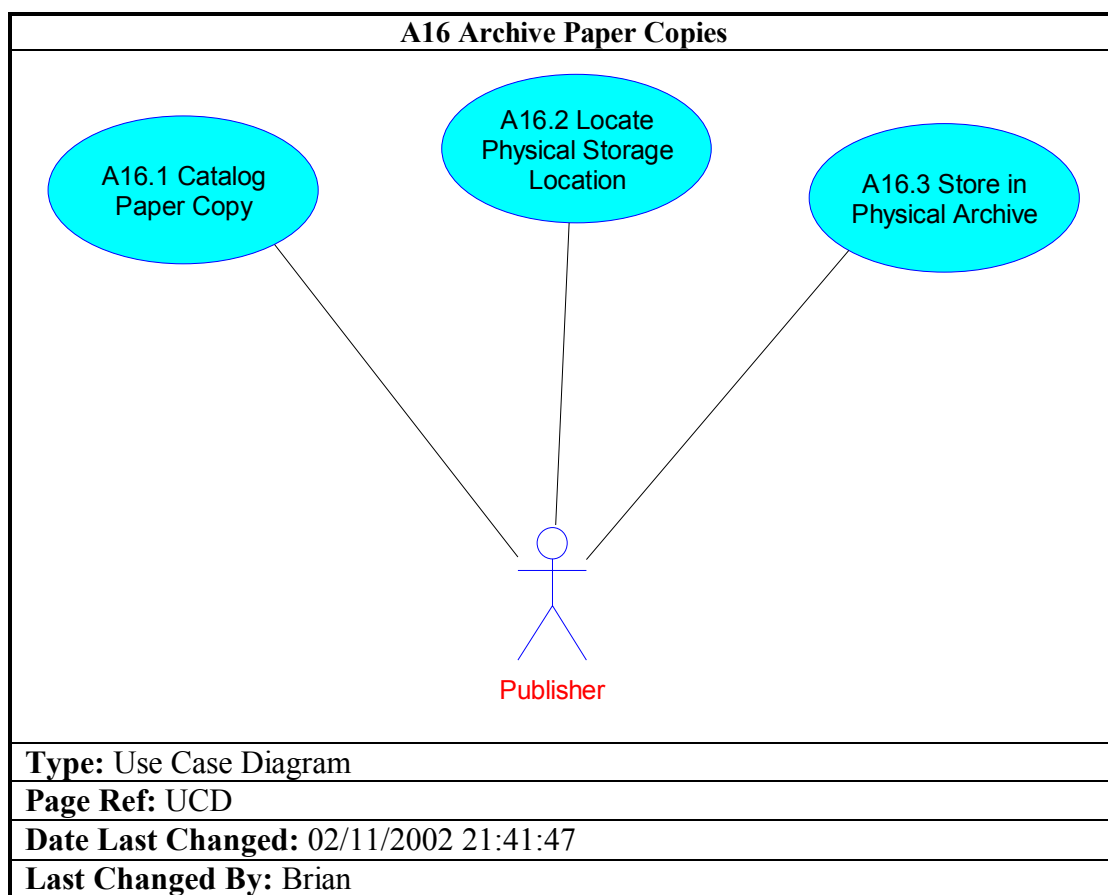 A16 Archive Paper Copies
A16.1 Catalog
Paper Copy
A16.2 Locate
Physical Storage
Location
A16.3 Store in
Physical Archive
Publisher
Type: Use Case Diagram
Page Ref: UCD
Date Last Changed: 02/11/2002 21:41:47
Last Changed By: Brian